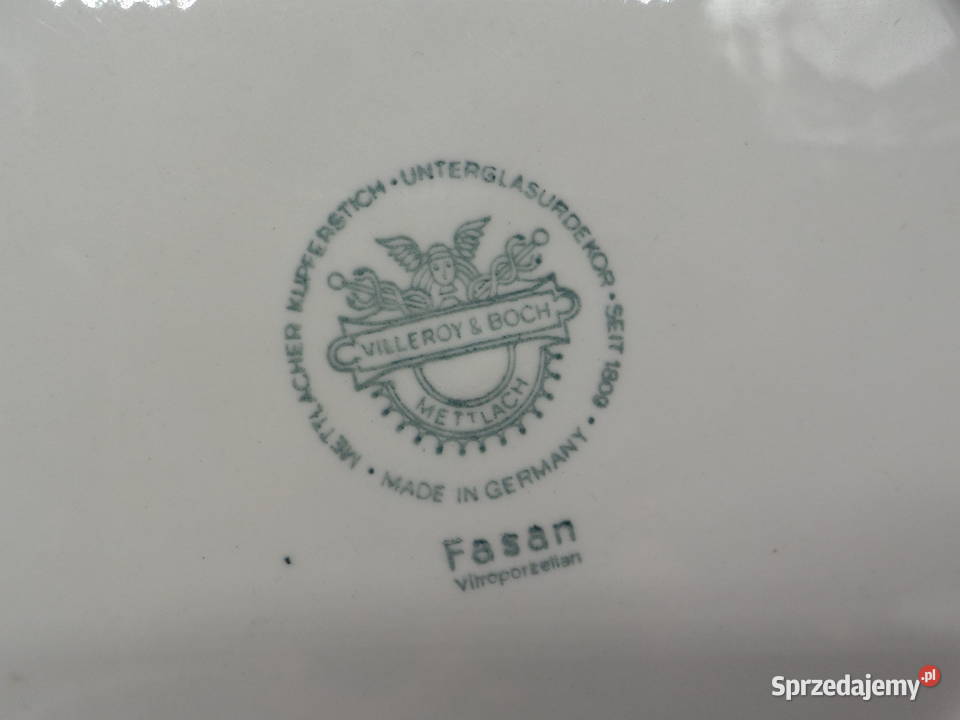 METTLACHER KUPFERSTICH • UNTERGLASURDEKOR • SEIT 1809 •
VILLEROY & BOCH
METTLACH
• MADE IN GERMANY •
Fasan
Vitroporzellan
Sprzedajemy.pl